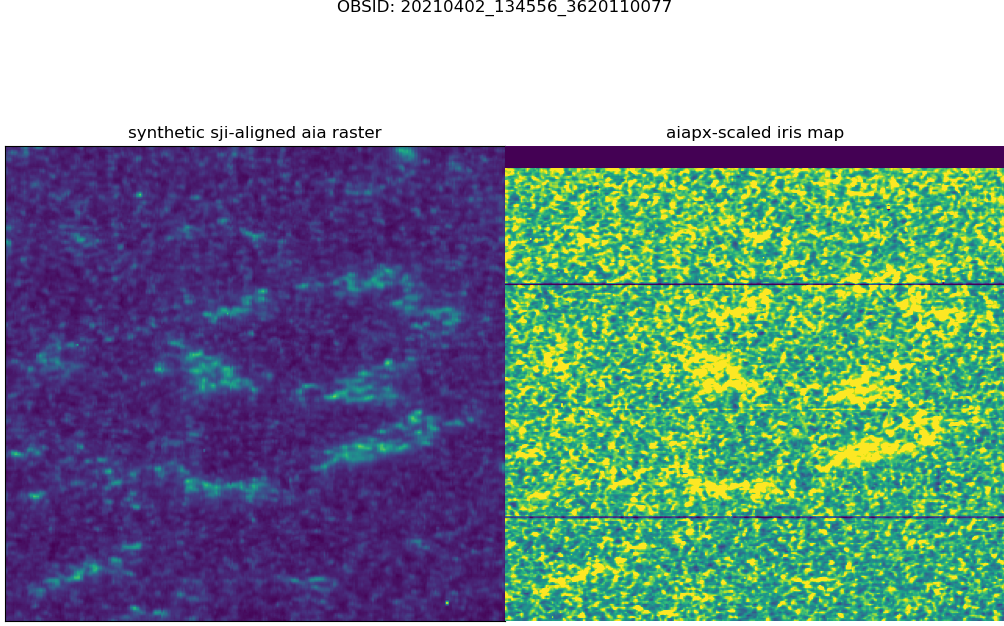 OBSID: 20210402_134556_3620110077
synthetic sji-aligned aia raster
aiapx-scaled iris map